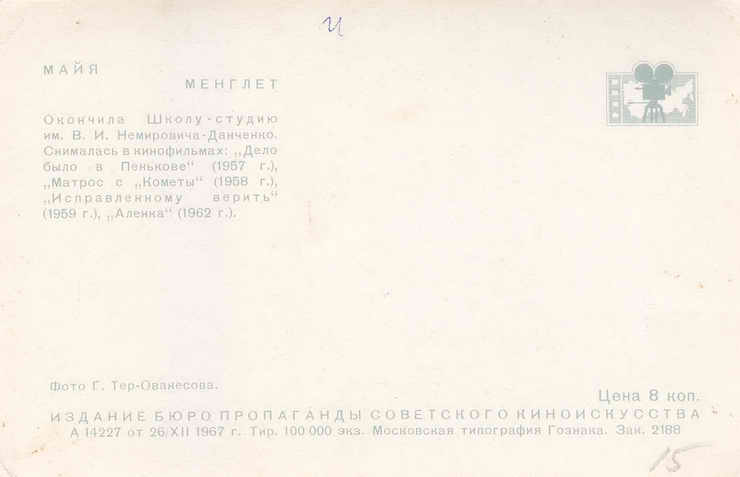 и
МАЙЯ
МЕНГЛЕТ
Окончила Школу-студию
им. В. И. Немировича-Данченко.
Снималась в кинофильмах: „Дело
было в Пенькове“ (1957 г.),
„Матрос с „Кометы“ (1958 г.),
„Исправленному верить“
(1959 г.), „Аленка“ (1962 г.).
Фото Г. Тер-Ованесова.
Цена 8 коп.
ИЗДАНИЕ БЮРО ПРОПАГАНДЫ СОВЕТСКОГО КИНОИСКУССТВА
А 14227 от 26/XII 1967 г. Тир. 100 000 экз. Московская типография Гознака. Зак. 2188
15